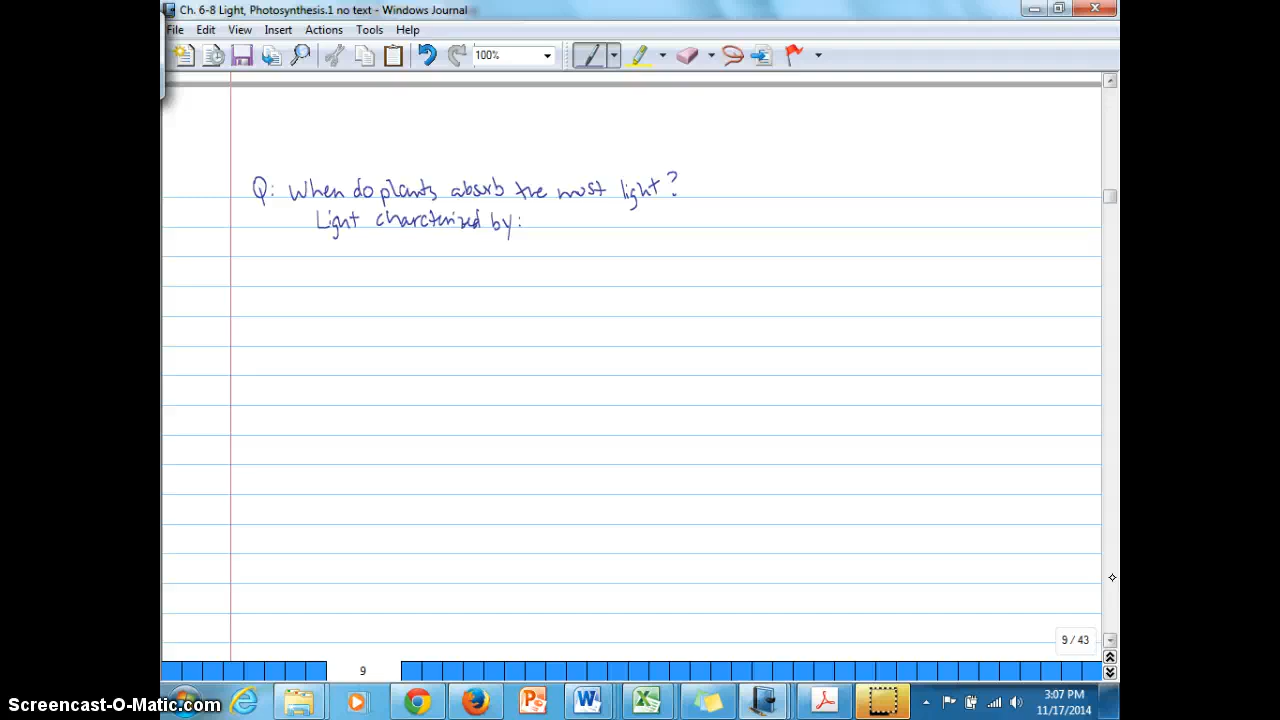 Ch. 6-8 Light, Photosynthesis.1 no text - Windows Journal
File Edit View Insert Actions Tools Help
100%
Q: When do plants absorb the most light?
Light charcterized by:
9 / 43
9
3:07 PM
11/17/2014
Screencast-O-Matic.com